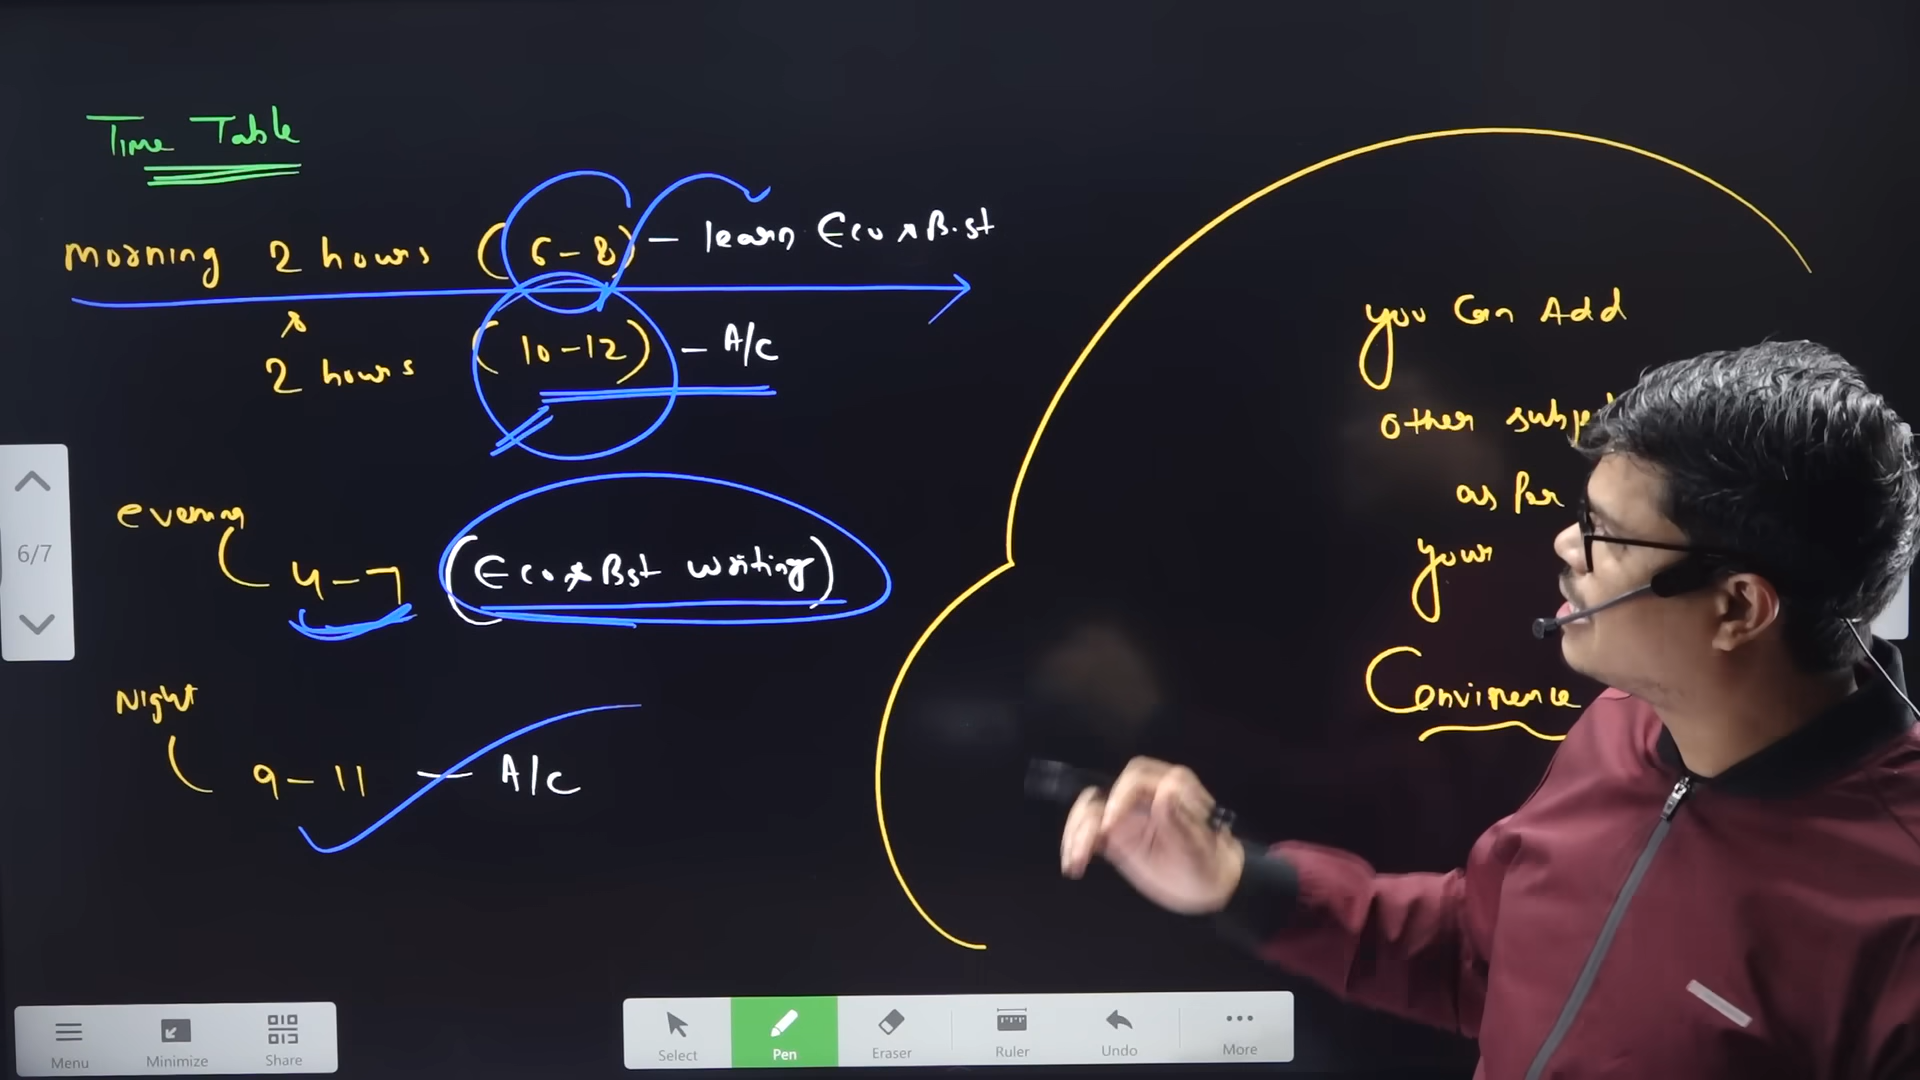 Time Table
Morning 2 hours (6-8) - learn Eco & B.st
&
2 hours (10-12) - A/c
evening
4-7 (Eco & Bst writing)
Night
9-11 - A/c
you Can Add
other subje
as Per
your
Convinence
6/7
Menu
Minimize
Share
Select
Pen
Eraser
Ruler
Undo
More